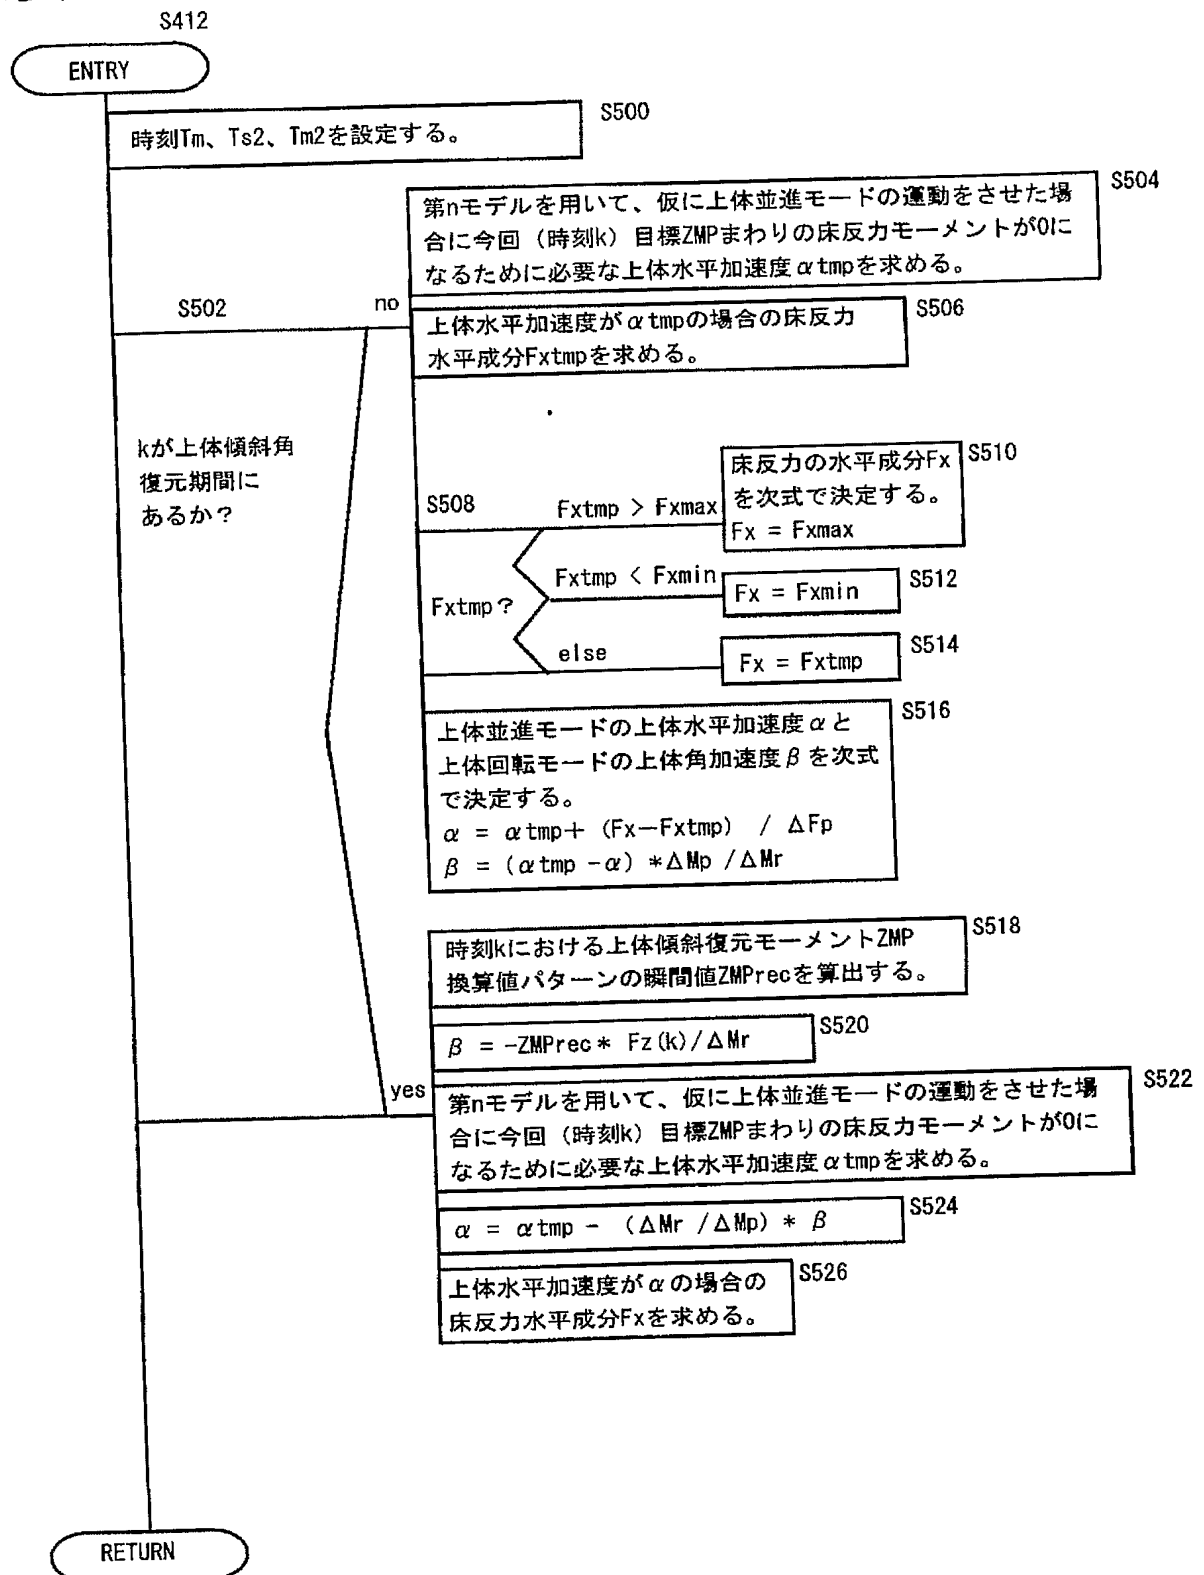 S412
ENTRY
時刻Tm、Ts2、Tm2を設定する。
S500
第nモデルを用いて、仮に上体並進モードの運動をさせた場
合に今回（時刻k）目標ZMPまわりの床反力モーメントが0に
なるために必要な上体水平加速度αtmpを求める。
S504
S502
no
上体水平加速度がαtmpの場合の床反力
水平成分Fxtmpを求める。
S506
kが上体傾斜角
復元期間に
あるか？
S508
Fxtmp > Fxmax
床反力の水平成分Fx
を次式で決定する。
Fx = Fxmax
S510
Fxtmp？
Fxtmp < Fxmin
Fx = Fxmin
S512
else
Fx = Fxtmp
S514
上体並進モードの上体水平加速度αと
上体回転モードの上体角加速度βを次式
で決定する。
α = αtmp＋ (Fx−Fxtmp) / ΔFp
β = (αtmp -α) *ΔMp /ΔMr
S516
時刻kにおける上体傾斜復元モーメントZMP
換算値パターンの瞬間値ZMPrecを算出する。
S518
β = -ZMPrec* Fz(k)/ΔMr
S520
yes
第nモデルを用いて、仮に上体並進モードの運動をさせた場
合に今回（時刻k）目標ZMPまわりの床反力モーメントが0に
なるために必要な上体水平加速度αtmpを求める。
S522
α = αtmp - (ΔMr /ΔMp) * β
S524
上体水平加速度がαの場合の
床反力水平成分Fxを求める。
S526
RETURN